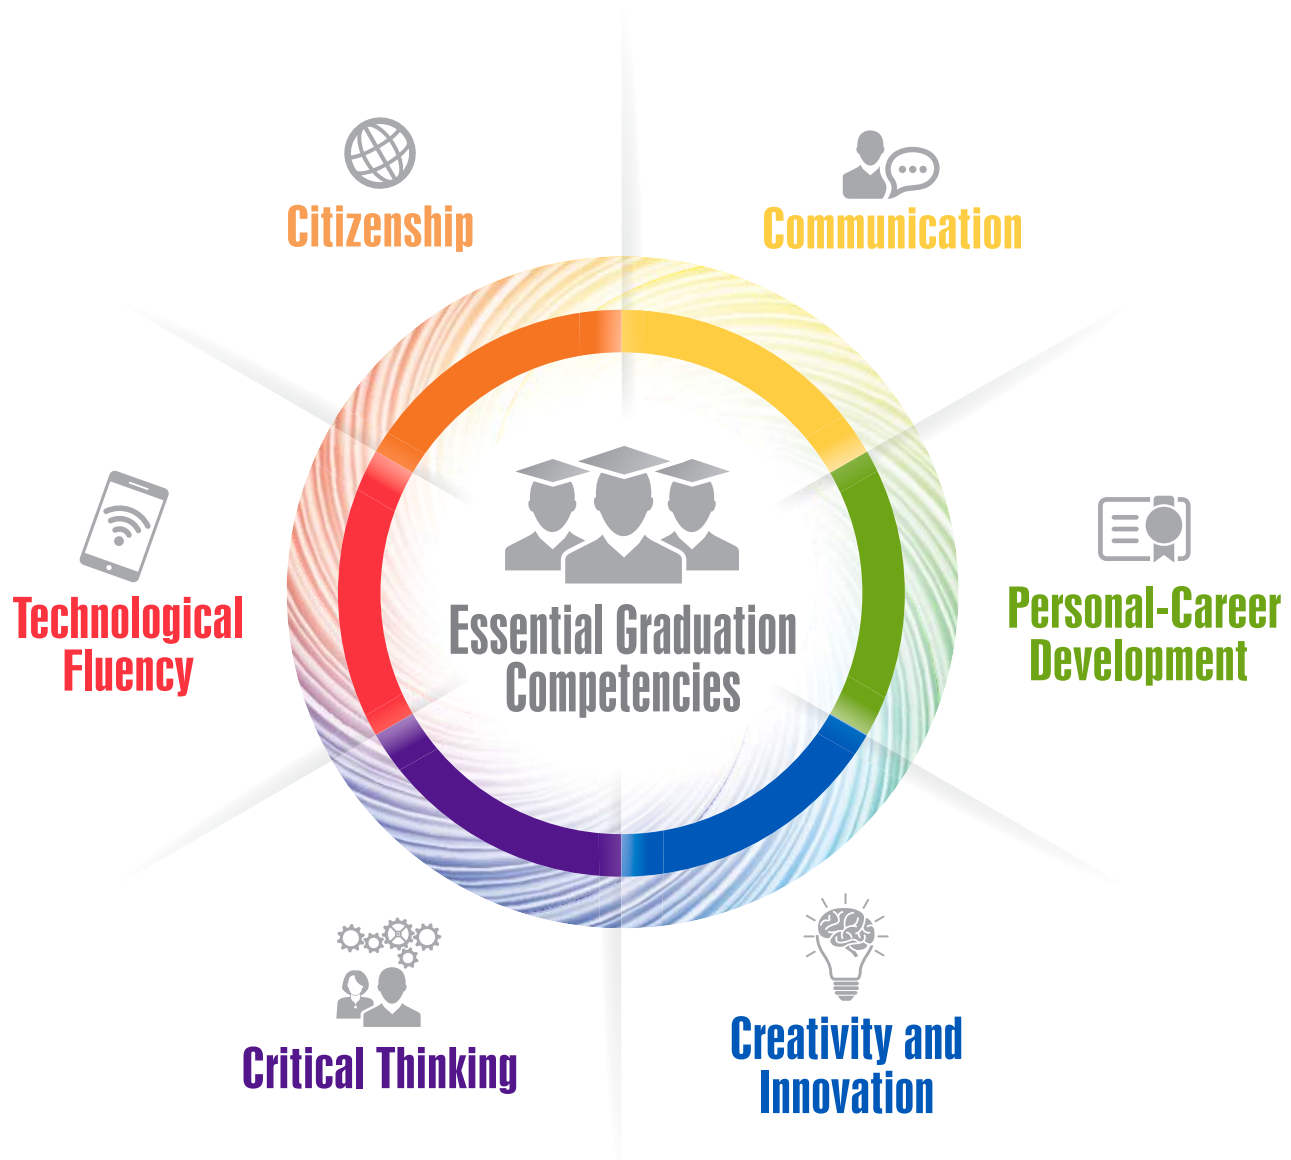 Citizenship
Communication
Technological
Fluency
Essential Graduation
Competencies
Personal-Career
Development
Critical Thinking
Creativity and
Innovation